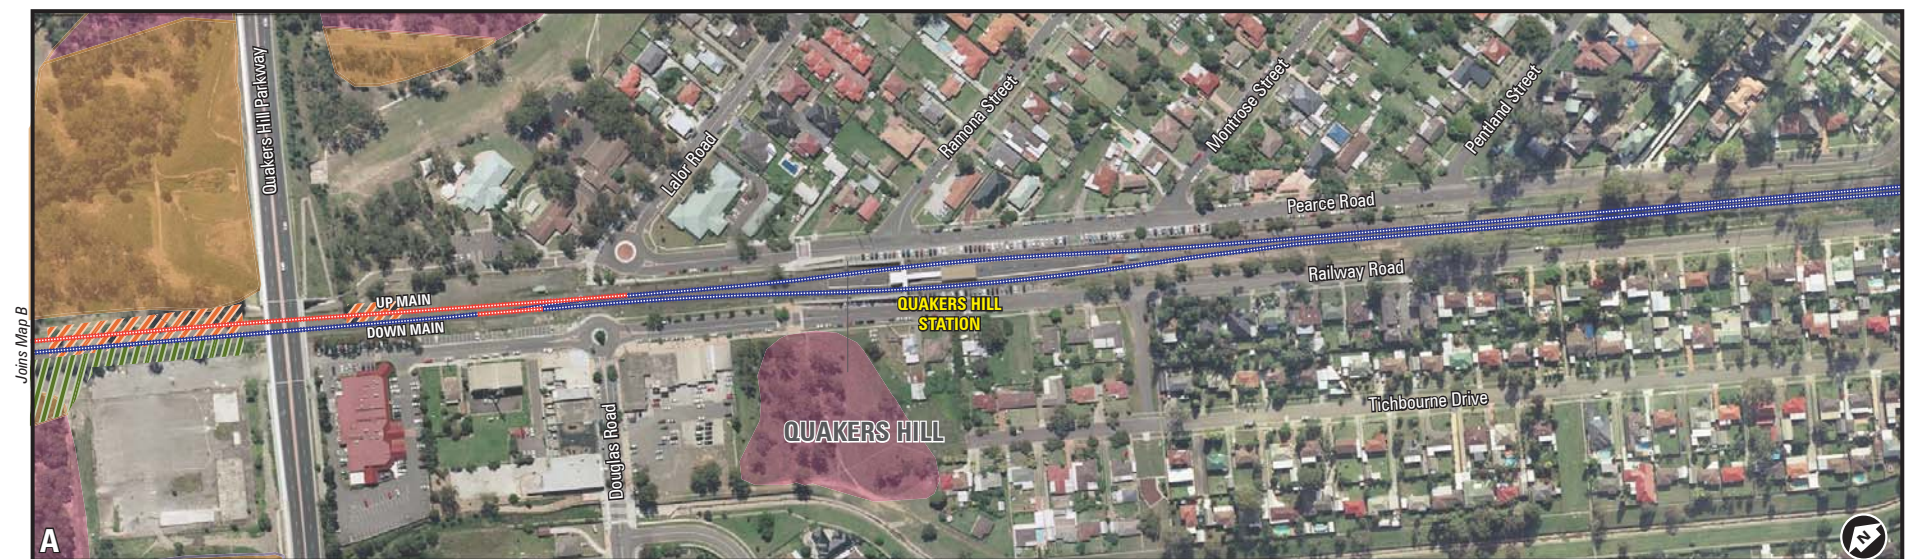 Quakers Hill Parkway
Lalor Road
Ramona Street
Montrose Street
Pentland Street
Pearce Road
Railway Road
UP MAIN
DOWN MAIN
QUAKERS HILL
STATION
Joins Map B
Tichbourne Drive
Douglas Road
QUAKERS HILL
A
N